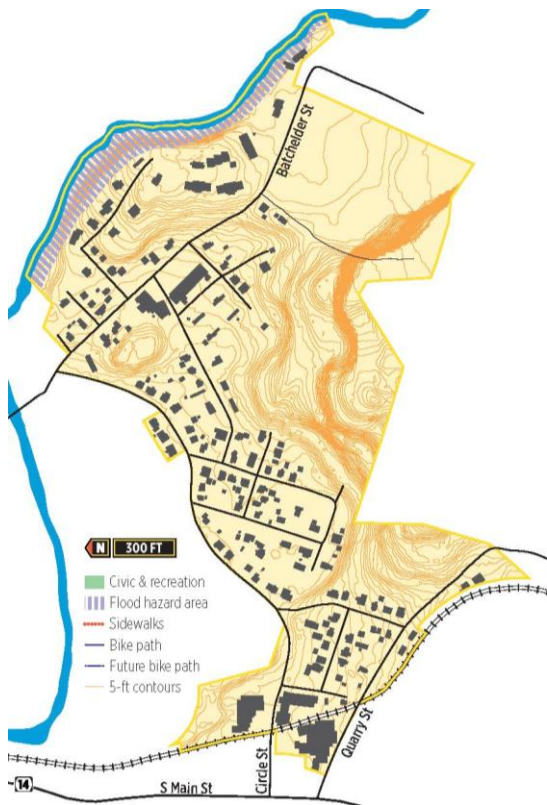 Batchelder St
N
300 FT
Civic & recreation
Flood hazard area
Sidewalks
Bike path
Future bike path
5-ft contours
14
S Main St
Circle St
Quarry St